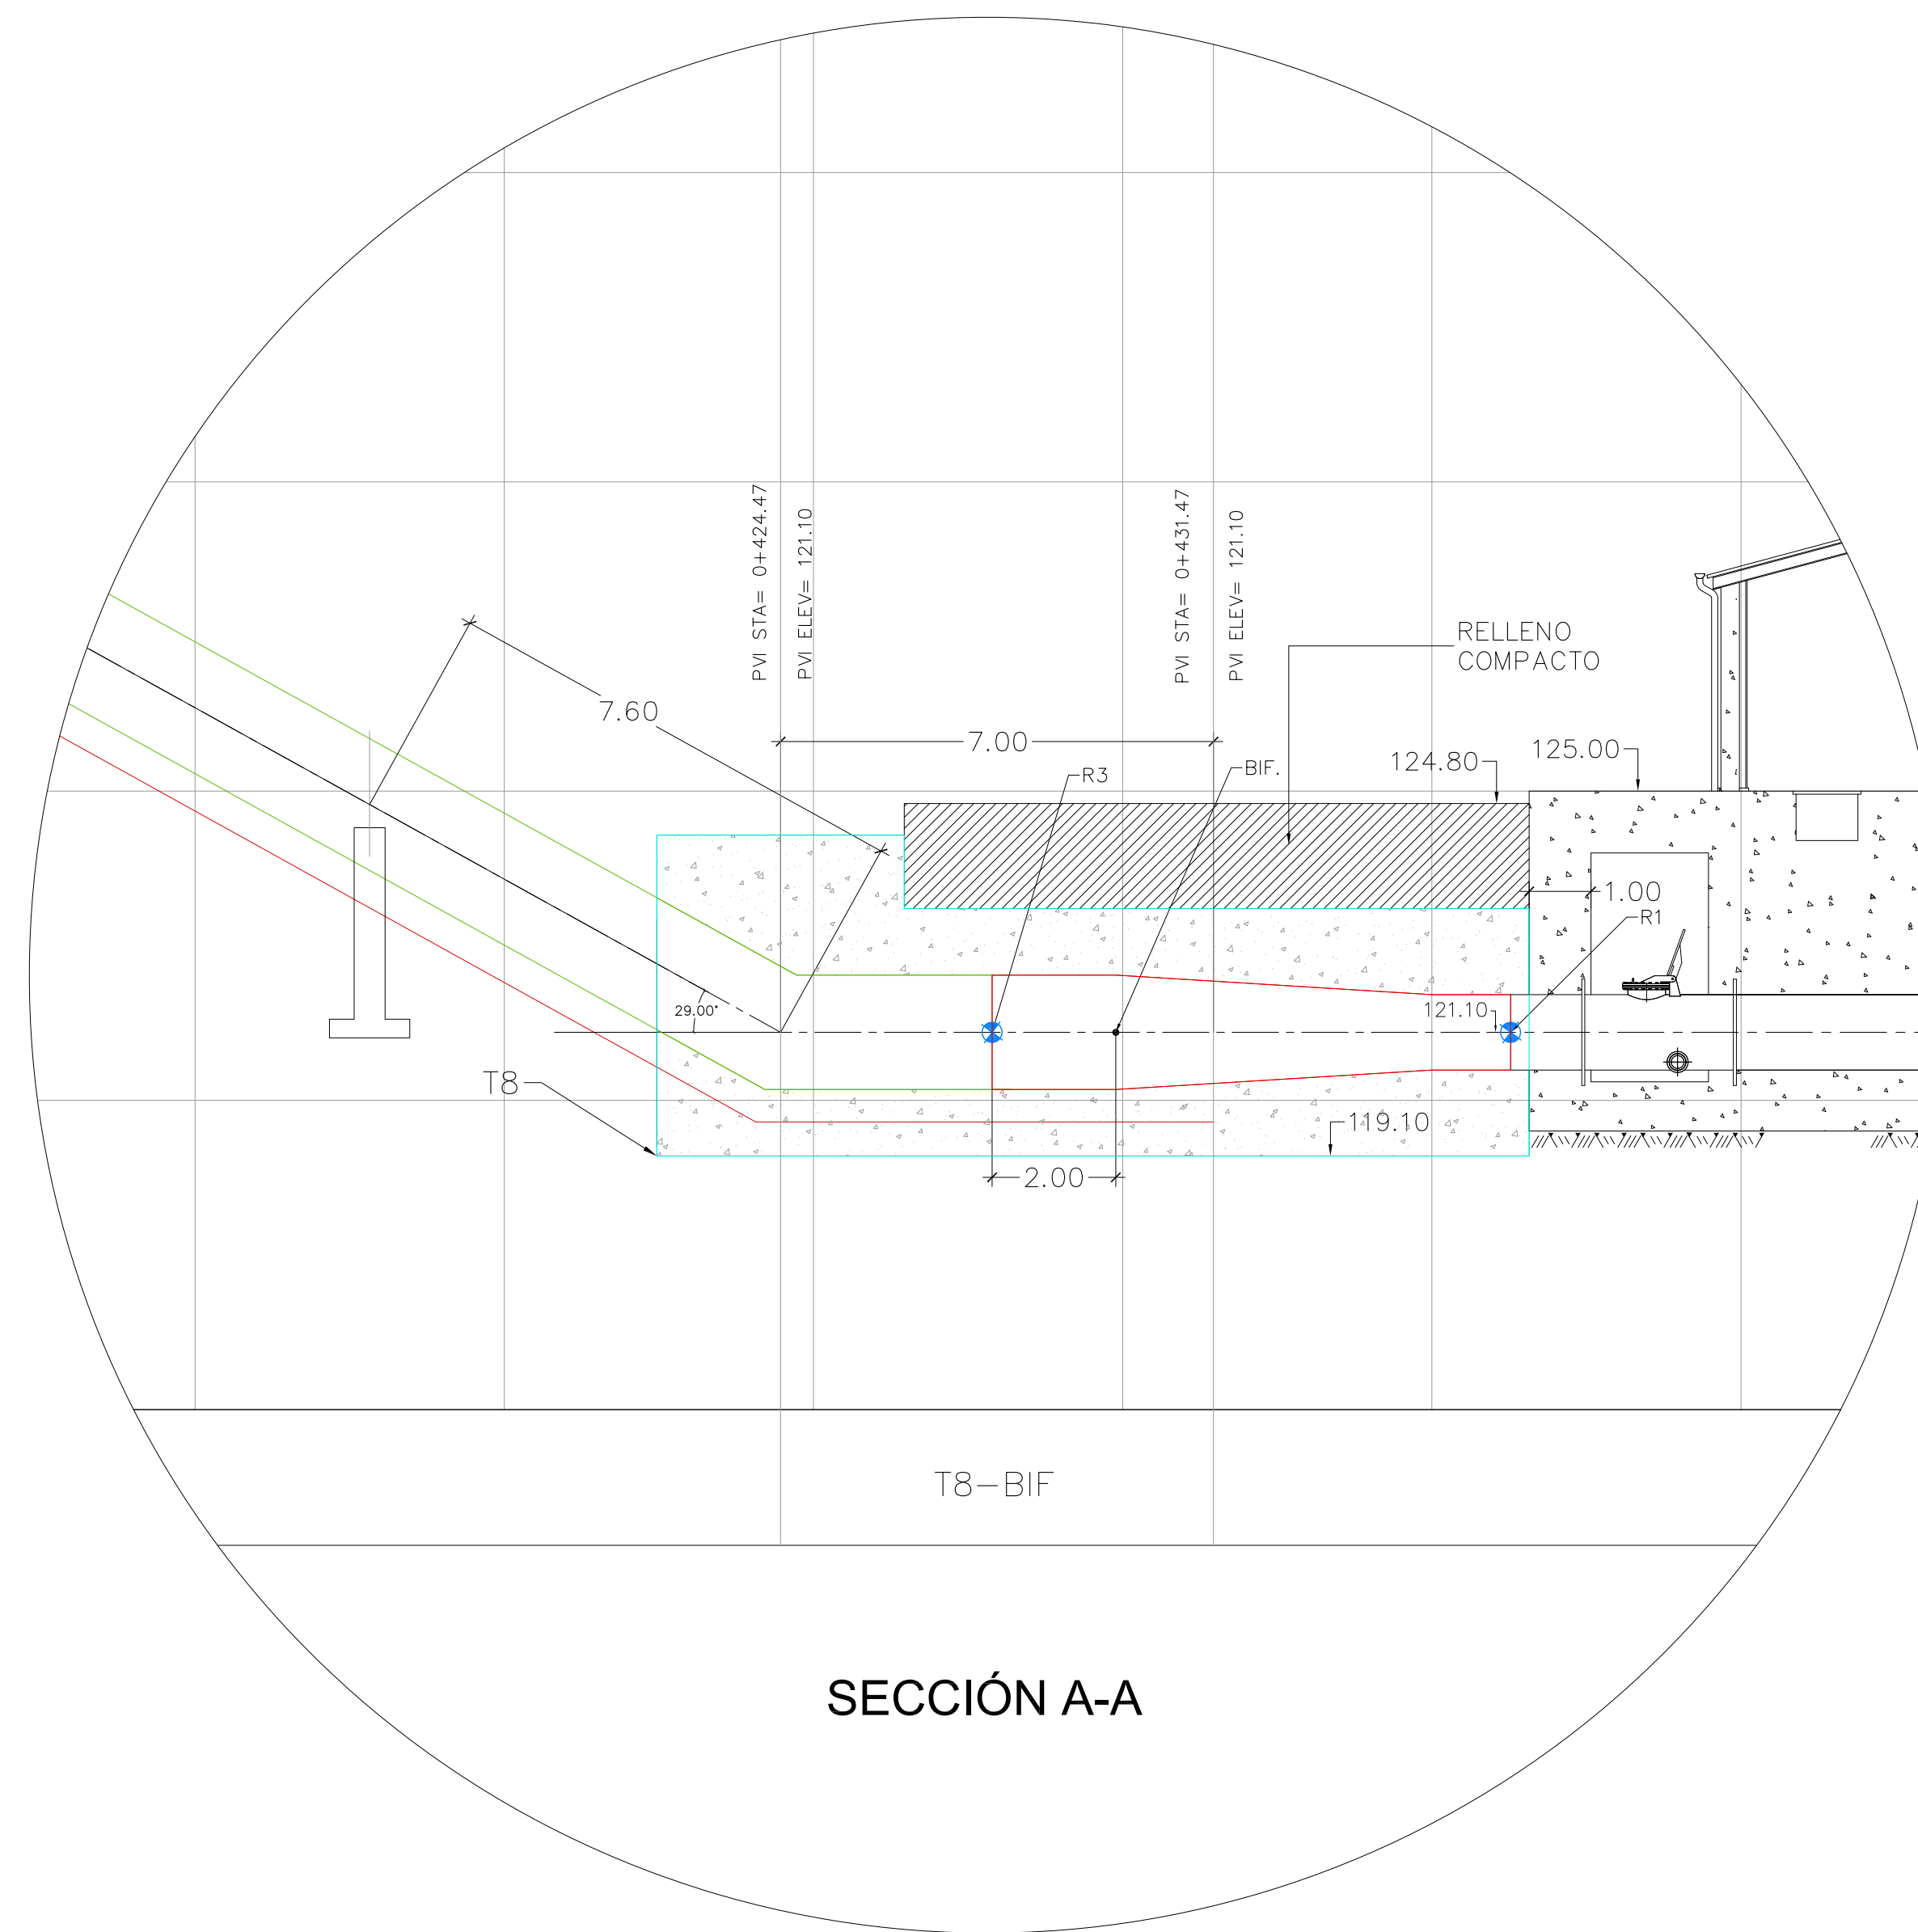 PVI STA= 0+424.47
PVI ELEV= 121.10
PVI STA= 0+431.47
PVI ELEV= 121.10
RELLENO
COMPACTO
7.60
7.00
124.80
125.00
R3
BIF.
1.00
R1
29.00°
121.10
T8
119.10
2.00
T8-BIF
SECCIÓN A-A